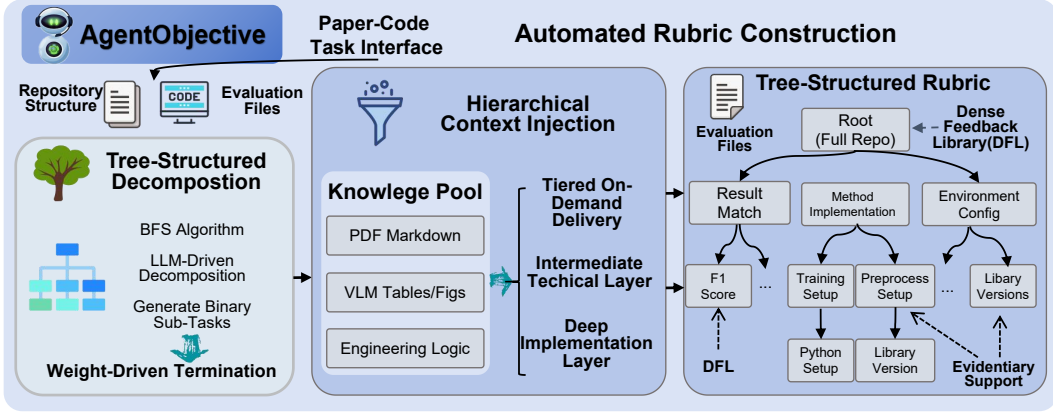 AgentObjective
Paper-Code
Task Interface
Automated Rubric Construction
Repository
Structure
CODE
Evaluation
Files
Tree-Structured
Decompostion
BFS Algorithm
LLM-Driven
Decomposition
Generate Binary
Sub-Tasks
Weight-Driven Termination
Hierarchical
Context Injection
Knowlege Pool
PDF Markdown
VLM Tables/Figs
Engineering Logic
Tiered On-
Demand
Delivery
Intermediate
Techical Layer
Deep
Implementation
Layer
Tree-Structured Rubric
Evaluation
Files
Root
(Full Repo)
Dense
Feedback
Library(DFL)
Result
Match
Method
Implementation
Environment
Config
F1
Score
...
Training
Setup
Preprocess
Setup
...
Libary
Versions
DFL
Python
Setup
Library
Version
Evidentiary
Support